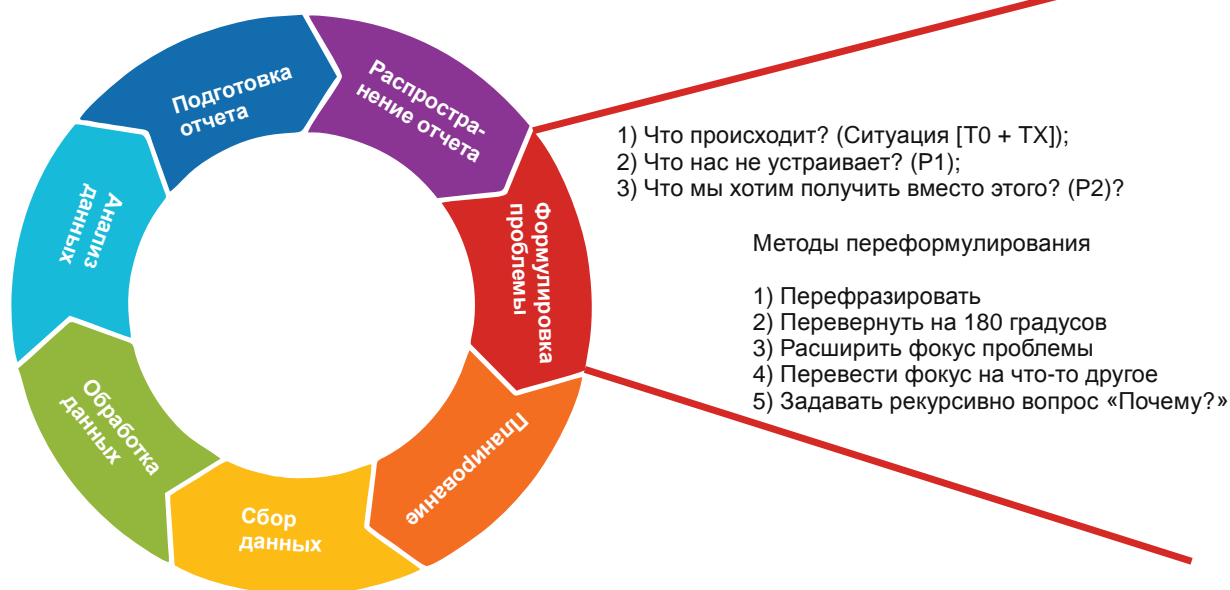 Подготовка
отчета
Распростра-
нение отчета
Формулировка
проблемы
Планирование
Сбор
данных
Обработка
данных
Анализ
данных
1) Что происходит? (Ситуация [T0 + TX]);
2) Что нас не устраивает? (P1);
3) Что мы хотим получить вместо этого? (P2)?
Методы переформулирования
1) Перефразировать
2) Перевернуть на 180 градусов
3) Расширить фокус проблемы
4) Перевести фокус на что-то другое
5) Задавать рекурсивно вопрос «Почему?»